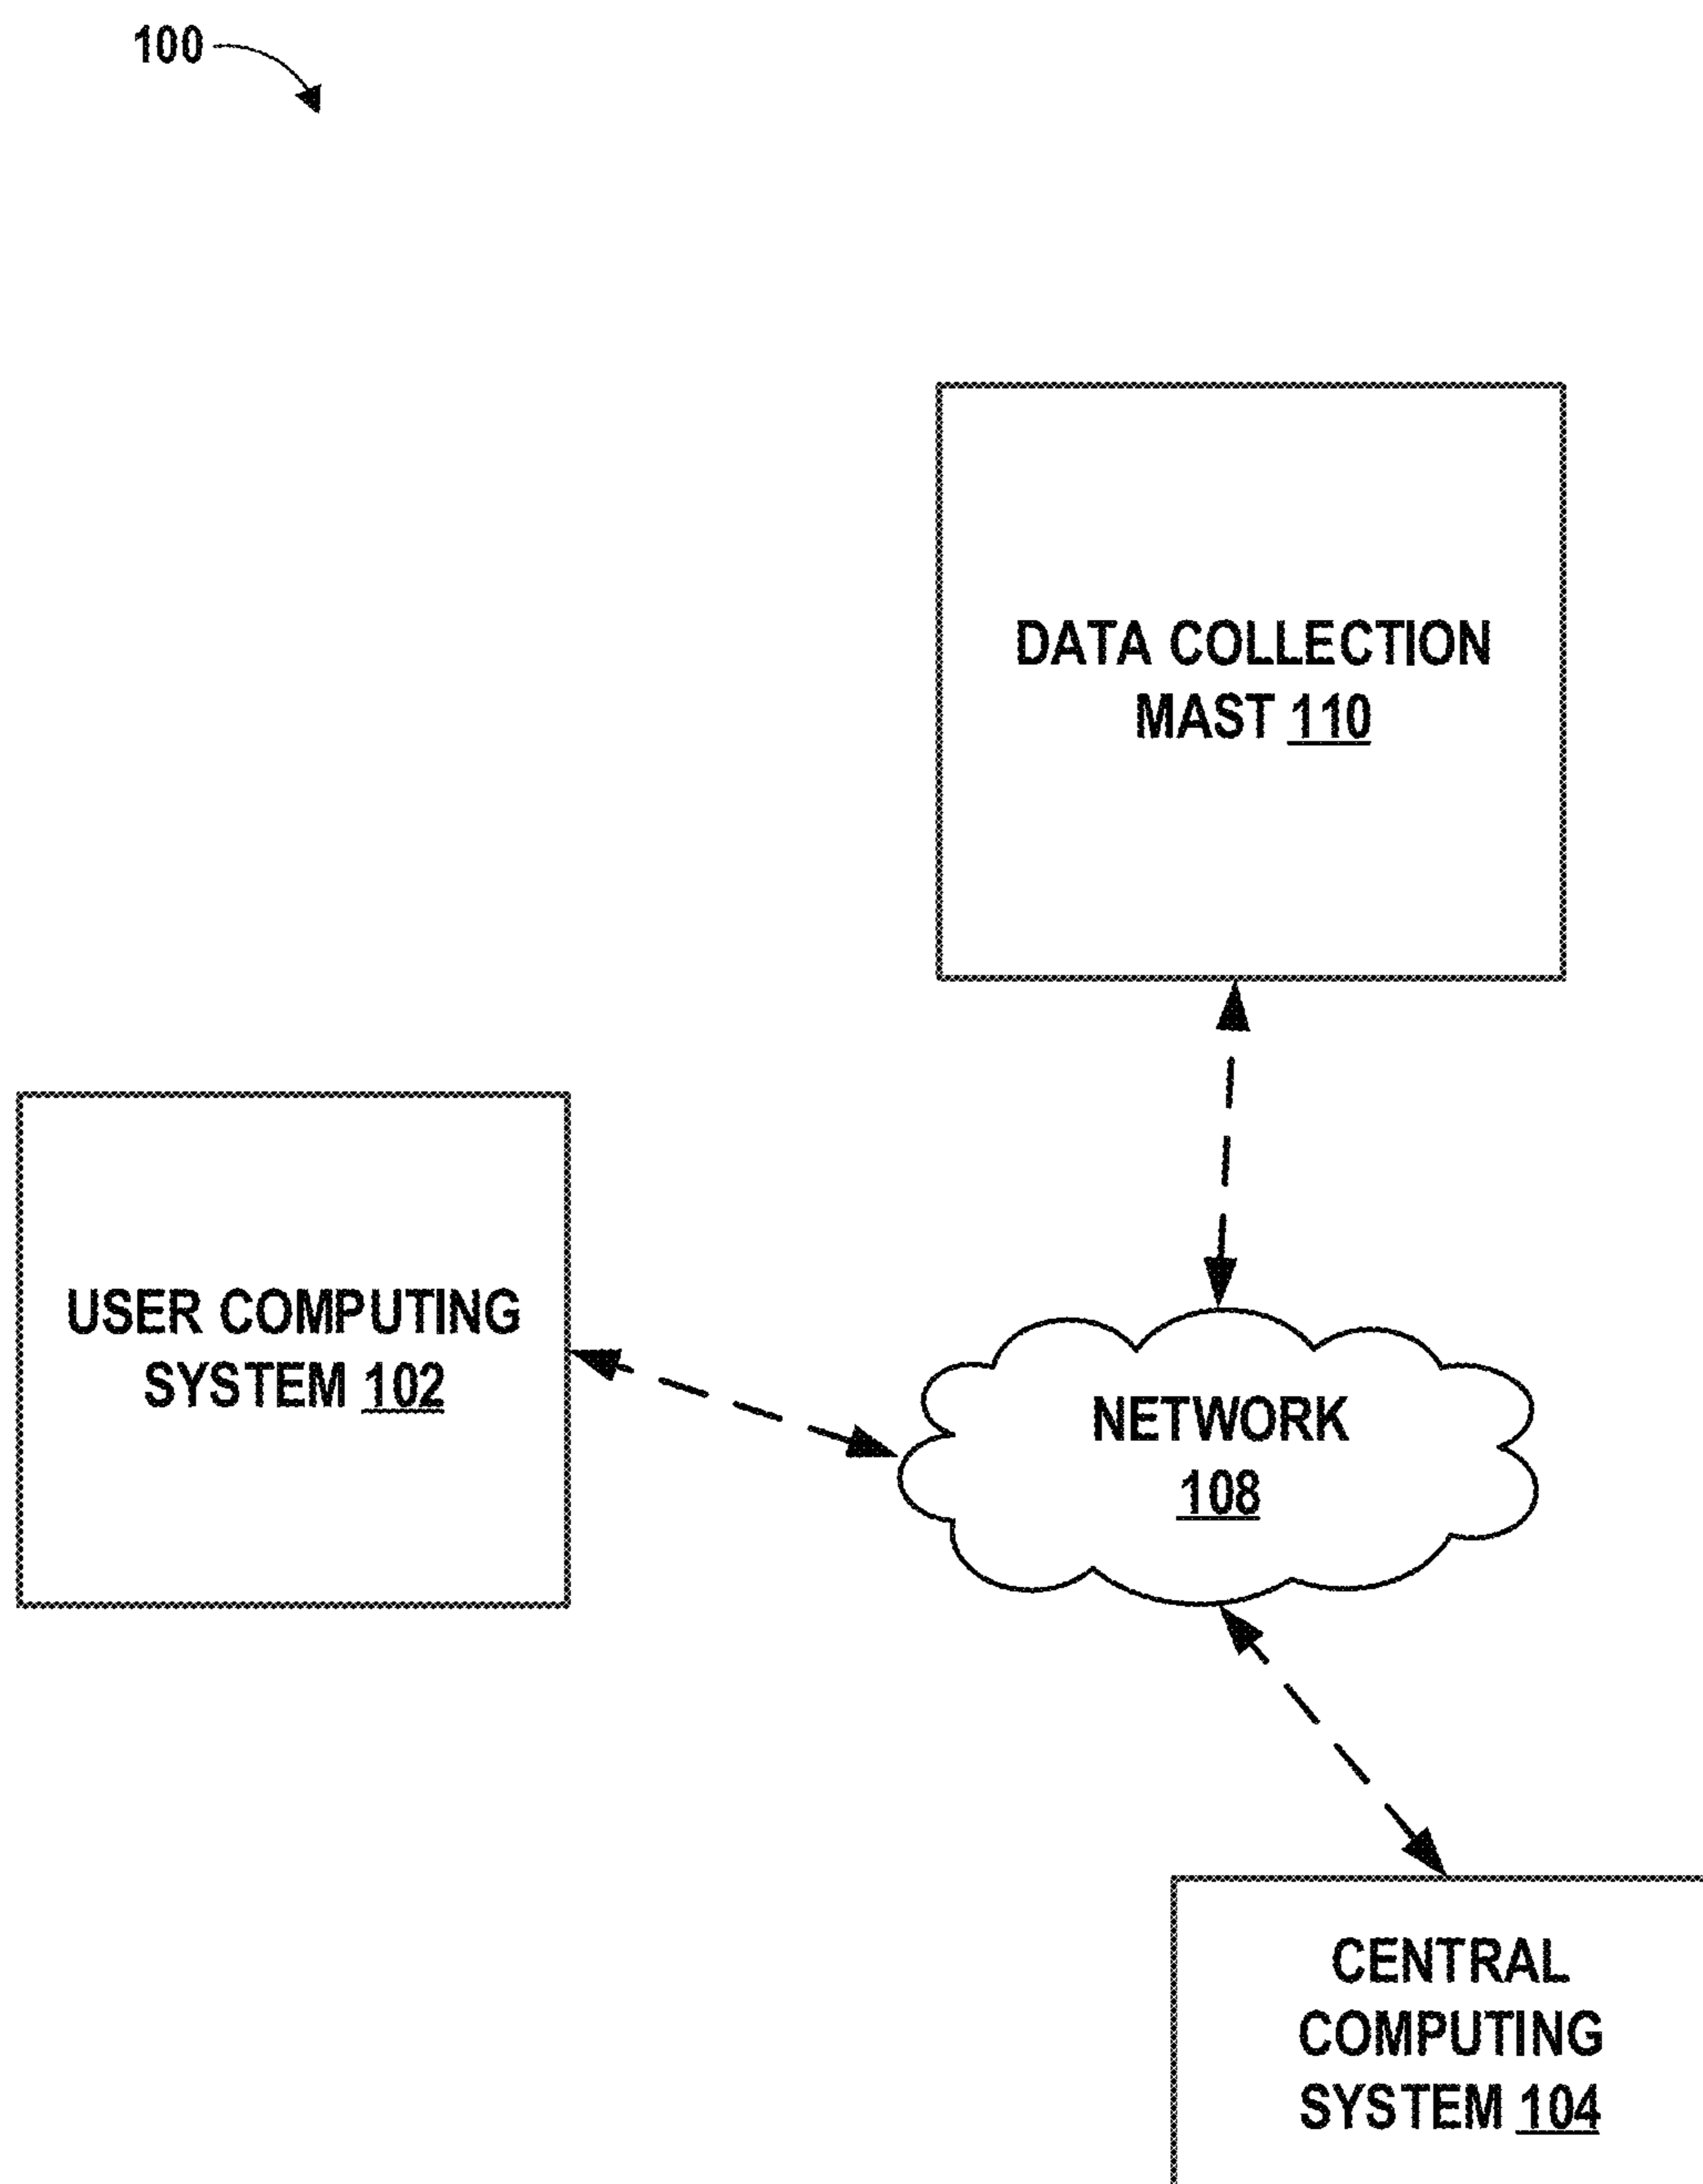 100
DATA COLLECTION
MAST 110
USER COMPUTING
SYSTEM 102
NETWORK
108
CENTRAL
COMPUTING
SYSTEM 104